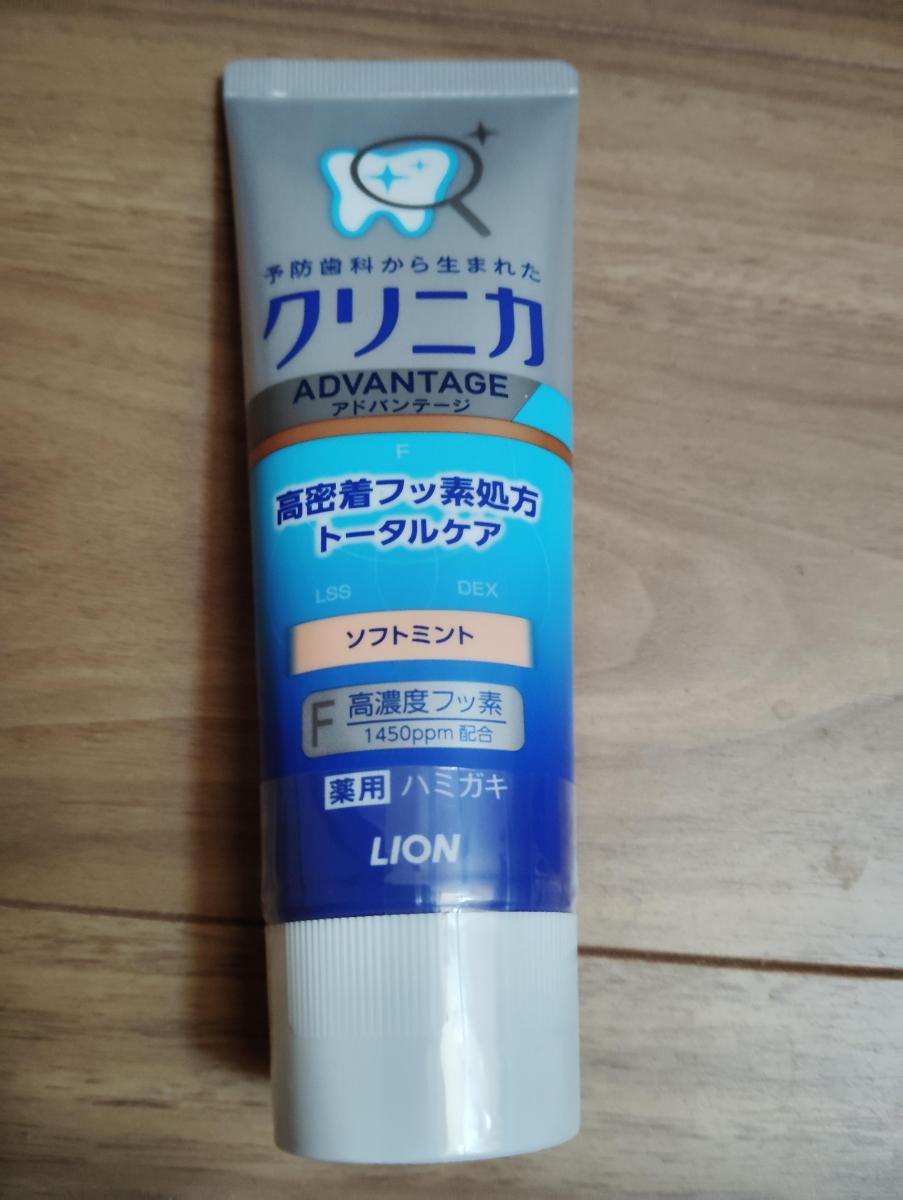 予防歯科から生まれた
クリニカ
ADVANTAGE
アドバンテージ
F
高密着フッ素処方
トータルケア
LSS DEX
ソフトミント
F 高濃度フッ素
1450ppm 配合
薬用 ハミガキ
LION